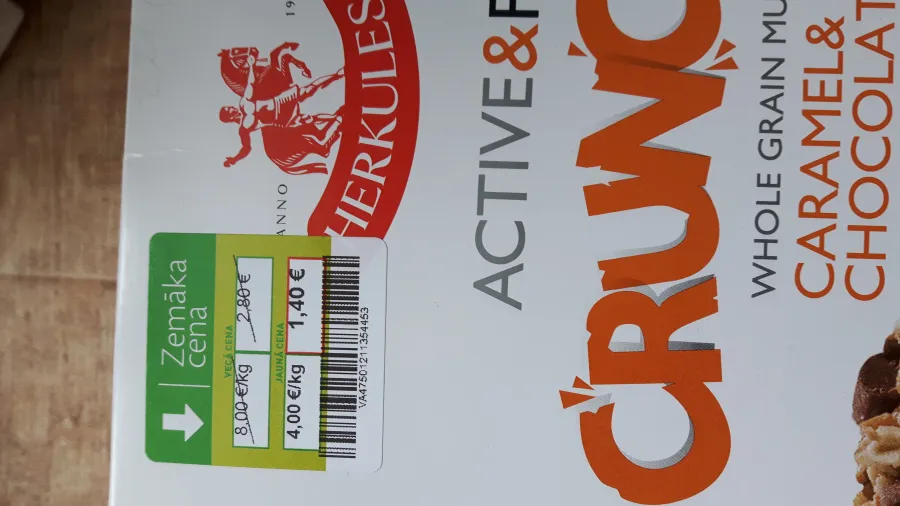 ANNO 19
HERKULES
Zemāka
cena
VECĀ CENA
8,00 €/kg 2,80 €
JAUNĀ CENA
4,00 €/kg 1,40 €
VA47501211354453
ACTIVE&
CRUNC
WHOLE GRAIN
CARAMEL&
CHOCOLAT